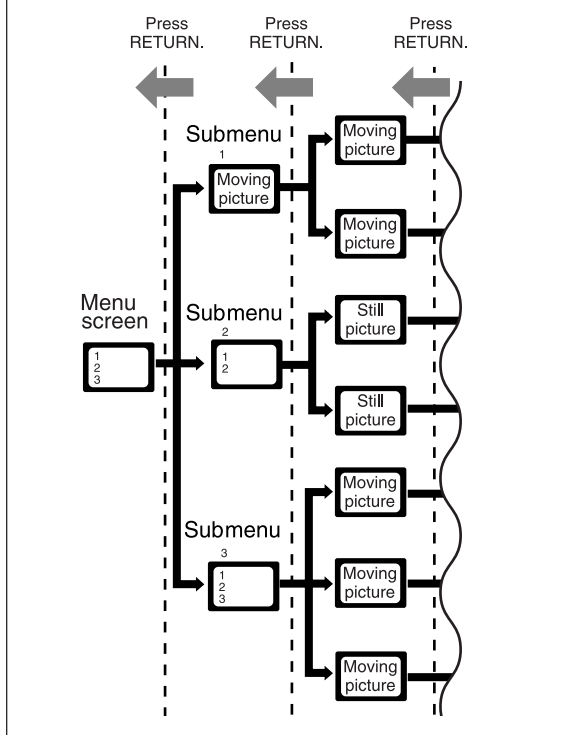 Press
RETURN.
Press
RETURN.
Press
RETURN.
Submenu
1
Moving
picture
Moving
picture
Moving
picture
Menu
screen
1
2
3
Submenu
2
1
2
Still
picture
Still
picture
Submenu
3
1
2
3
Moving
picture
Moving
picture
Moving
picture